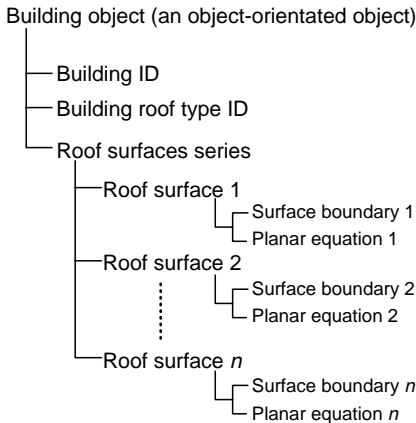 Building object (an object-orientated object)
Building ID
Building roof type ID
Roof surfaces series
Roof surface 1
Surface boundary 1
Planar equation 1
Roof surface 2
Surface boundary 2
Planar equation 2
Roof surface n
Surface boundary n
Planar equation n